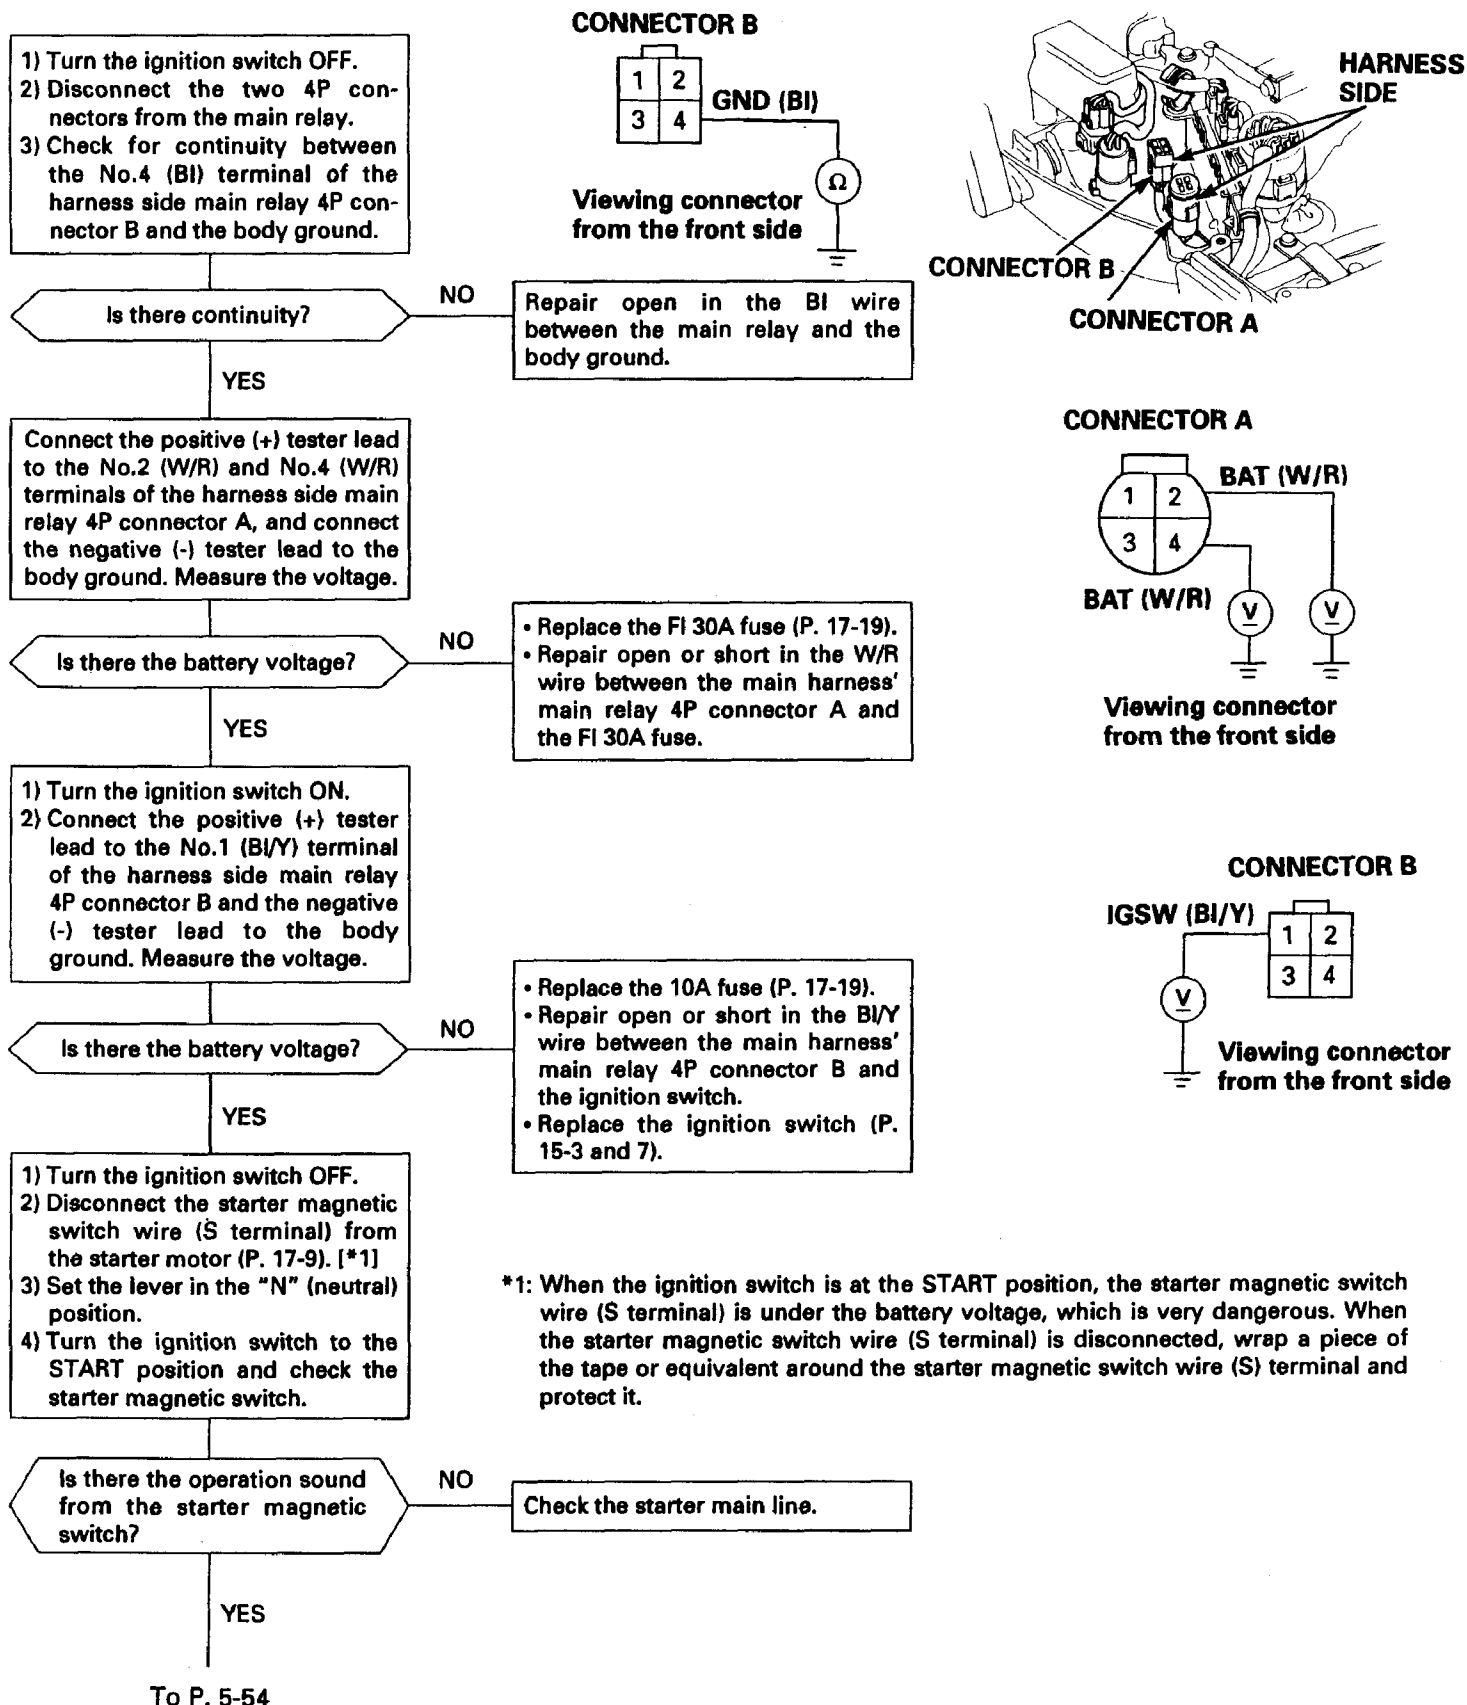 1) Turn the ignition switch OFF.
2) Disconnect the two 4P con-
nectors from the main relay.
3) Check for continuity between
the No.4 (Bl) terminal of the
harness side main relay 4P con-
nector B and the body ground.
CONNECTOR B
1 2
3 4
GND (Bl)
Ω
Viewing connector
from the front side
HARNESS
SIDE
CONNECTOR B
CONNECTOR A
Is there continuity?
NO
Repair open in the Bl wire
between the main relay and the
body ground.
YES
Connect the positive (+) tester lead
to the No.2 (W/R) and No.4 (W/R)
terminals of the harness side main
relay 4P connector A, and connect
the negative (-) tester lead to the
body ground. Measure the voltage.
CONNECTOR A
1 2
3 4
BAT (W/R)
BAT (W/R)
V V
Viewing connector
from the front side
Is there the battery voltage?
NO
• Replace the FI 30A fuse (P. 17-19).
• Repair open or short in the W/R
wire between the main harness'
main relay 4P connector A and
the FI 30A fuse.
YES
1) Turn the ignition switch ON.
2) Connect the positive (+) tester
lead to the No.1 (Bl/Y) terminal
of the harness side main relay
4P connector B and the negative
(-) tester lead to the body
ground. Measure the voltage.
CONNECTOR B
IGSW (Bl/Y)
1 2
3 4
V
Viewing connector
from the front side
Is there the battery voltage?
NO
• Replace the 10A fuse (P. 17-19).
• Repair open or short in the Bl/Y
wire between the main harness'
main relay 4P connector B and
the ignition switch.
• Replace the ignition switch (P.
15-3 and 7).
YES
1) Turn the ignition switch OFF.
2) Disconnect the starter magnetic
switch wire (S terminal) from
the starter motor (P. 17-9). [*1]
3) Set the lever in the "N" (neutral)
position.
4) Turn the ignition switch to the
START position and check the
starter magnetic switch.
*1: When the ignition switch is at the START position, the starter magnetic switch
wire (S terminal) is under the battery voltage, which is very dangerous. When
the starter magnetic switch wire (S terminal) is disconnected, wrap a piece of
the tape or equivalent around the starter magnetic switch wire (S) terminal and
protect it.
Is there the operation sound
from the starter magnetic
switch?
NO
Check the starter main line.
YES
To P. 5-54